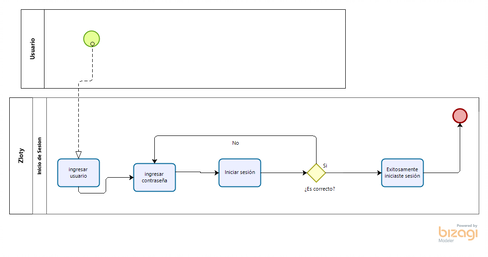 Usuario
Zloty
Inicio de Sesion
ingresar
usuario
ingresar
contraseña
Iniciar sesión
No
Si
¿Es correcto?
Exitosamente
iniciaste sesión
Powered by
bizagi
Modeler